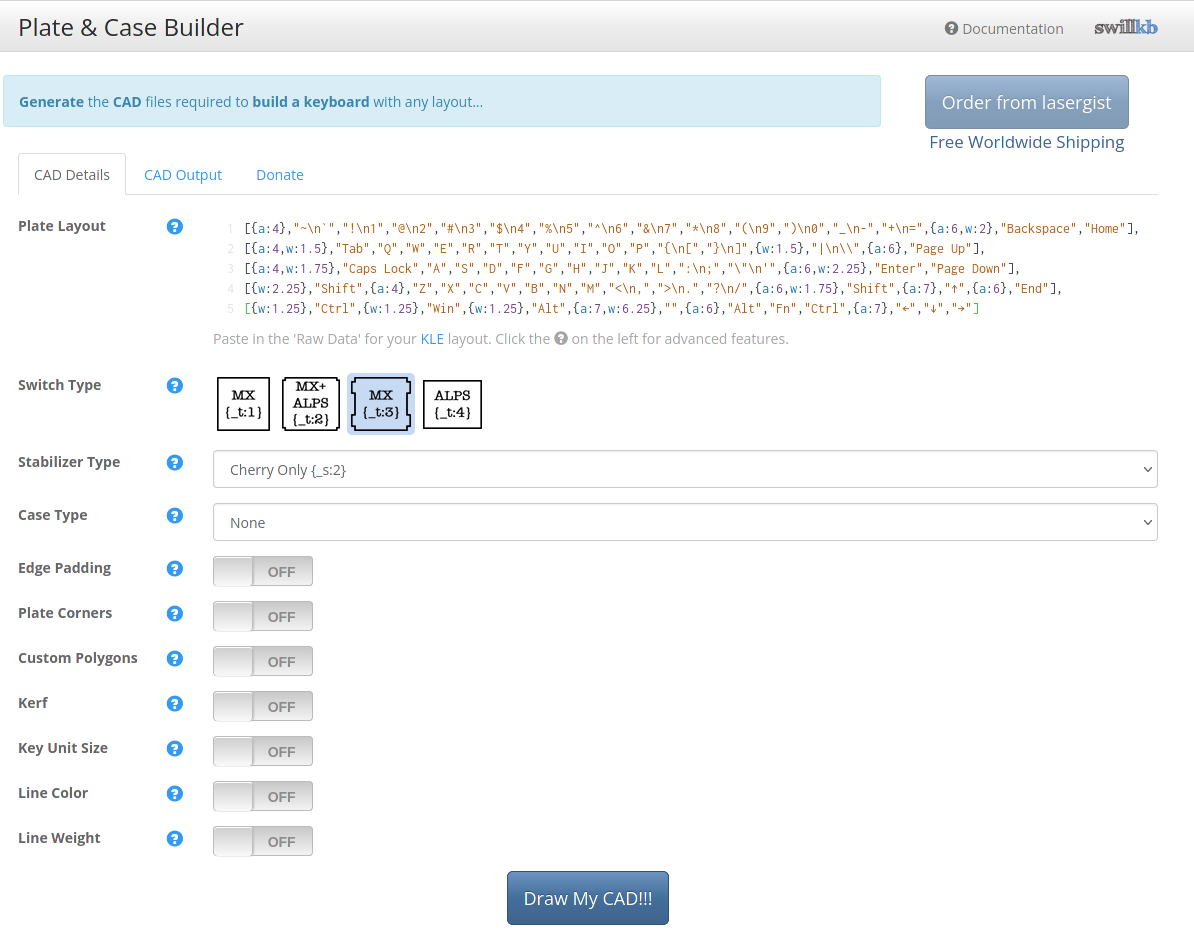 Plate & Case Builder
Documentation
swillkb
Generate the CAD files required to build a keyboard with any layout...
Order from lasergist
Free Worldwide Shipping
CAD Details
CAD Output
Donate
Plate Layout
1 [{a:4},"~\n`","!\n1","@\n2","#\n3","$\n4","%\n5","^\n6","&\n7","*\n8","(\n9",")\n0","_\n-","+\n=",{a:6,w:2},"Backspace","Home"],
2 [{a:4,w:1.5},"Tab","Q","W","E","R","T","Y","U","I","O","P","{\n[","}\n]",{w:1.5},"|\n\\",{a:6},"Page Up"],
3 [{a:4,w:1.75},"Caps Lock","A","S","D","F","G","H","J","K","L",":\n;","\"\n'",{a:6,w:2.25},"Enter","Page Down"],
4 [{w:2.25},"Shift",{a:4},"Z","X","C","V","B","N","M","<\n,",">\n.","?\n/",{a:6,w:1.75},"Shift",{a:7},"↑",{a:6},"End"],
5 [{w:1.25},"Ctrl",{w:1.25},"Win",{w:1.25},"Alt",{a:7,w:6.25},"",{a:6},"Alt","Fn","Ctrl",{a:7},"←","↓","→"]
Paste in the 'Raw Data' for your KLE layout. Click the ? on the left for advanced features.
Switch Type
MX
{_t:1}
MX+
ALPS
{_t:2}
MX
{_t:3}
ALPS
{_t:4}
Stabilizer Type
Cherry Only {_s:2}
Case Type
None
Edge Padding
OFF
Plate Corners
OFF
Custom Polygons
OFF
Kerf
OFF
Key Unit Size
OFF
Line Color
OFF
Line Weight
OFF
Draw My CAD!!!